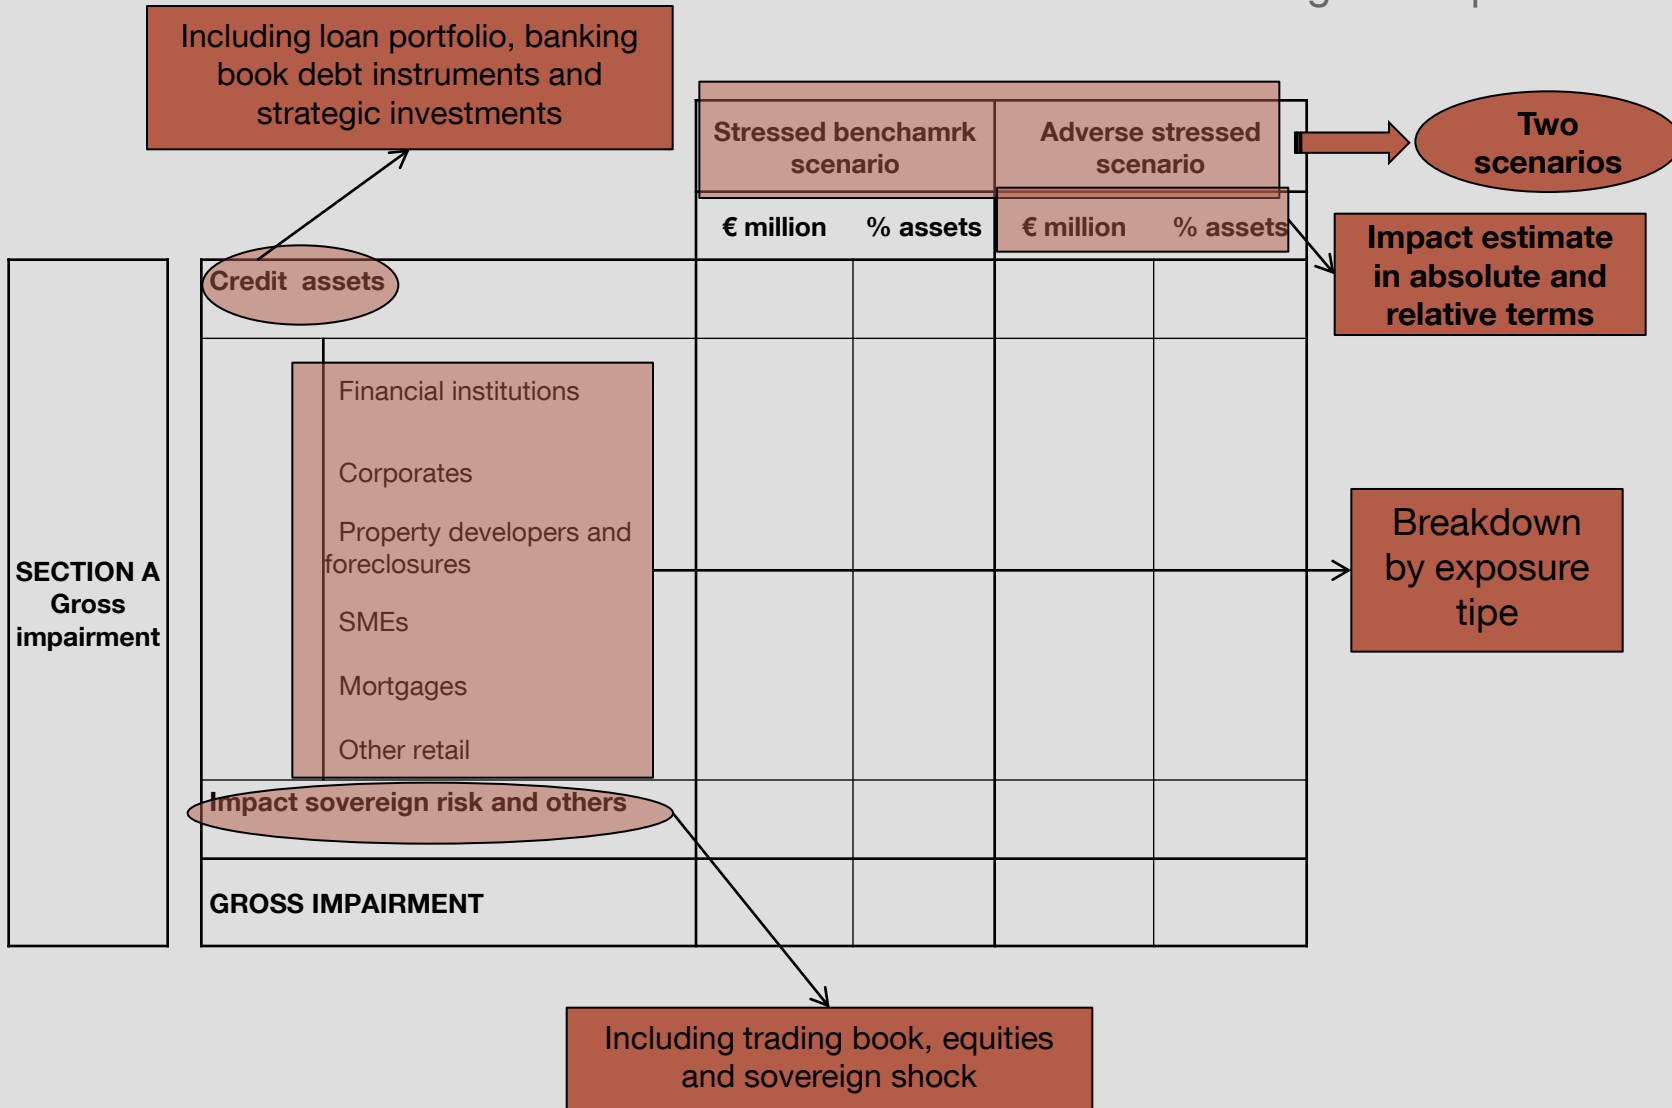 Including loan portfolio, banking
book debt instruments and
strategic investments
Stressed benchamrk
scenario
Adverse stressed
scenario
Two
scenarios
€ million
% assets
€ million
% assets
Impact estimate
in absolute and
relative terms
Credit assets
Financial institutions
Corporates
Property developers and
foreclosures
SMEs
Mortgages
Other retail
Breakdown
by exposure
tipe
SECTION A
Gross
impairment
Impact sovereign risk and others
GROSS IMPAIRMENT
Including trading book, equities
and sovereign shock